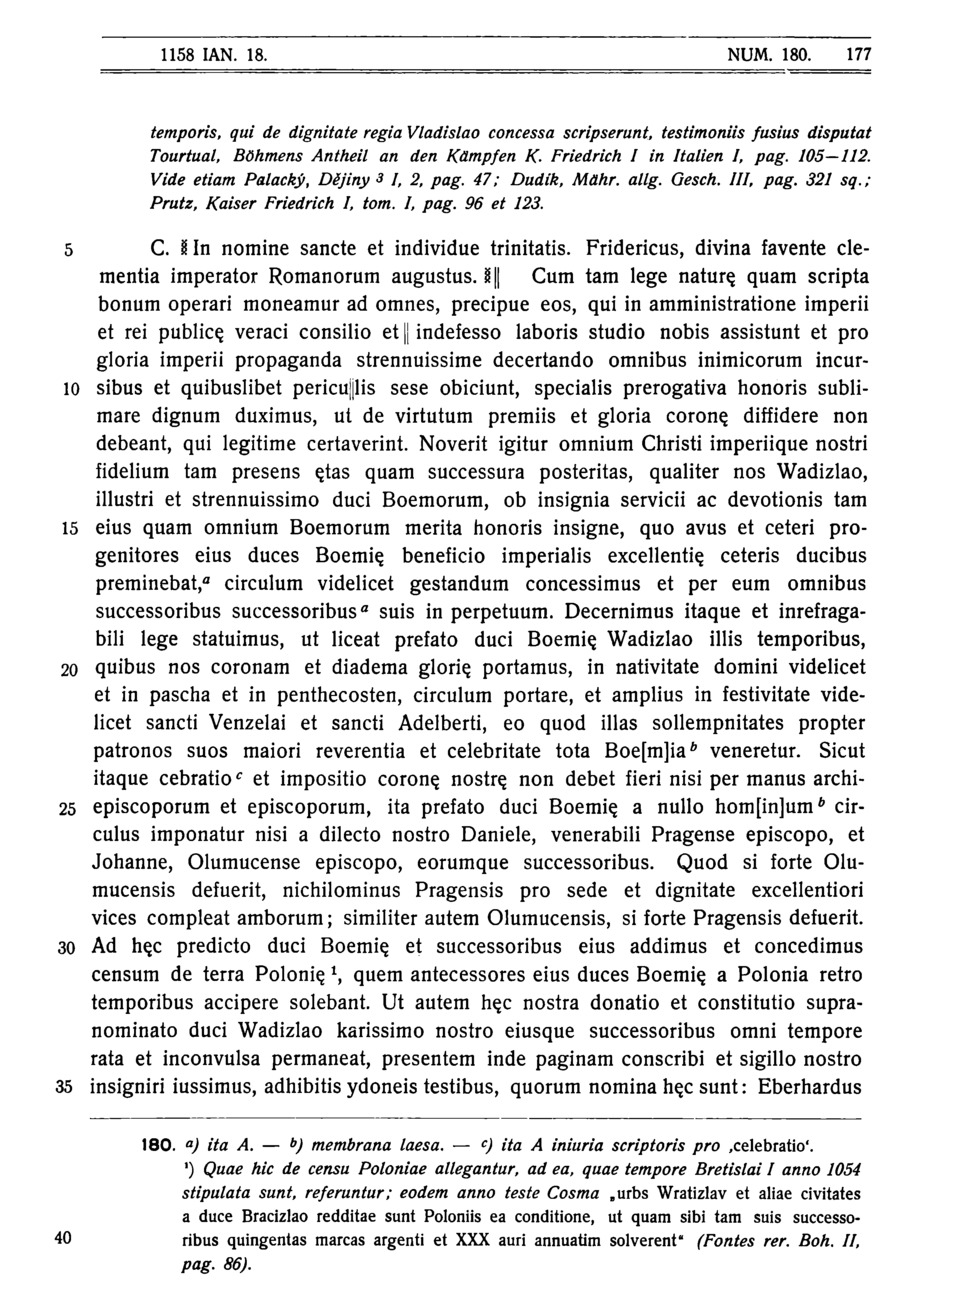 1158 IAN. 18. NUM. 180. 177
temporis, qui de dignitate regia Vladislao concessa scripserunt, testimoniis fusius disputat
Tourtual, Böhmens Antheil an den Kämpfen K. Friedrich I in Italien I, pag. 105—112.
Vide etiam Palacký, Dějiny ³ I, 2, pag. 47; Dudík, Mähr. allg. Gesch. III, pag. 321 sq.;
Prutz, Kaiser Friedrich I, tom. I, pag. 96 et 123.
5 C. ⁑ In nomine sancte et individue trinitatis. Fridericus, divina favente cle-
mentia imperator Romanorum augustus. ⁑‖ Cum tam lege naturę quam scripta
bonum operari moneamur ad omnes, precipue eos, qui in amministratione imperii
et rei publicę veraci consilio et‖ indefesso laboris studio nobis assistunt et pro
gloria imperii propaganda strennuissime decertando omnibus inimicorum incur-
10 sibus et quibuslibet pericu‖lis sese obiciunt, specialis prerogativa honoris subli-
mare dignum duximus, ut de virtutum premiis et gloria coronę diffidere non
debeant, qui legitime certaverint. Noverit igitur omnium Christi imperiique nostri
fidelium tam presens ętas quam successura posteritas, qualiter nos Wadizlao,
illustri et strennuissimo duci Boemorum, ob insignia servicii ac devotionis tam
15 eius quam omnium Boemorum merita honoris insigne, quo avus et ceteri pro-
genitores eius duces Boemię beneficio imperialis excellentię ceteris ducibus
preminebat,ᵃ circulum videlicet gestandum concessimus et per eum omnibus
successoribus successoribusᵃ suis in perpetuum. Decernimus itaque et inrefraga-
bili lege statuimus, ut liceat prefato duci Boemię Wadizlao illis temporibus,
20 quibus nos coronam et diadema glorię portamus, in nativitate domini videlicet
et in pascha et in penthecosten, circulum portare, et amplius in festivitate vide-
licet sancti Venzelai et sancti Adelberti, eo quod illas sollempnitates propter
patronos suos maiori reverentia et celebritate tota Boe[m]iaᵇ veneretur. Sicut
itaque cebratioᶜ et impositio coronę nostrę non debet fieri nisi per manus archi-
25 episcoporum et episcoporum, ita prefato duci Boemię a nullo hom[in]umᵇ cir-
culus imponatur nisi a dilecto nostro Daniele, venerabili Pragense episcopo, et
Johanne, Olumucense episcopo, eorumque successoribus. Quod si forte Olu-
mucensis defuerit, nichilominus Pragensis pro sede et dignitate excellentiori
vices compleat amborum; similiter autem Olumucensis, si forte Pragensis defuerit.
30 Ad hęc predicto duci Boemię et successoribus eius addimus et concedimus
censum de terra Polonię ¹, quem antecessores eius duces Boemię a Polonia retro
temporibus accipere solebant. Ut autem hęc nostra donatio et constitutio supra-
nominato duci Wadizlao karissimo nostro eiusque successoribus omni tempore
rata et inconvulsa permaneat, presentem inde paginam conscribi et sigillo nostro
35 insigniri iussimus, adhibitis ydoneis testibus, quorum nomina hęc sunt: Eberhardus
180. ᵃ) ita A. — ᵇ) membrana laesa. — ᶜ) ita A iniuria scriptoris pro ‚celebratio‘.
¹) Quae hic de censu Poloniae allegantur, ad ea, quae tempore Bretislai I anno 1054
stipulata sunt, referuntur; eodem anno teste Cosma „urbs Wratizlav et aliae civitates
a duce Bracizlao redditae sunt Poloniis ea conditione, ut quam sibi tam suis successo-
40 ribus quingentas marcas argenti et XXX auri annuatim solverent“ (Fontes rer. Boh. II,
pag. 86).